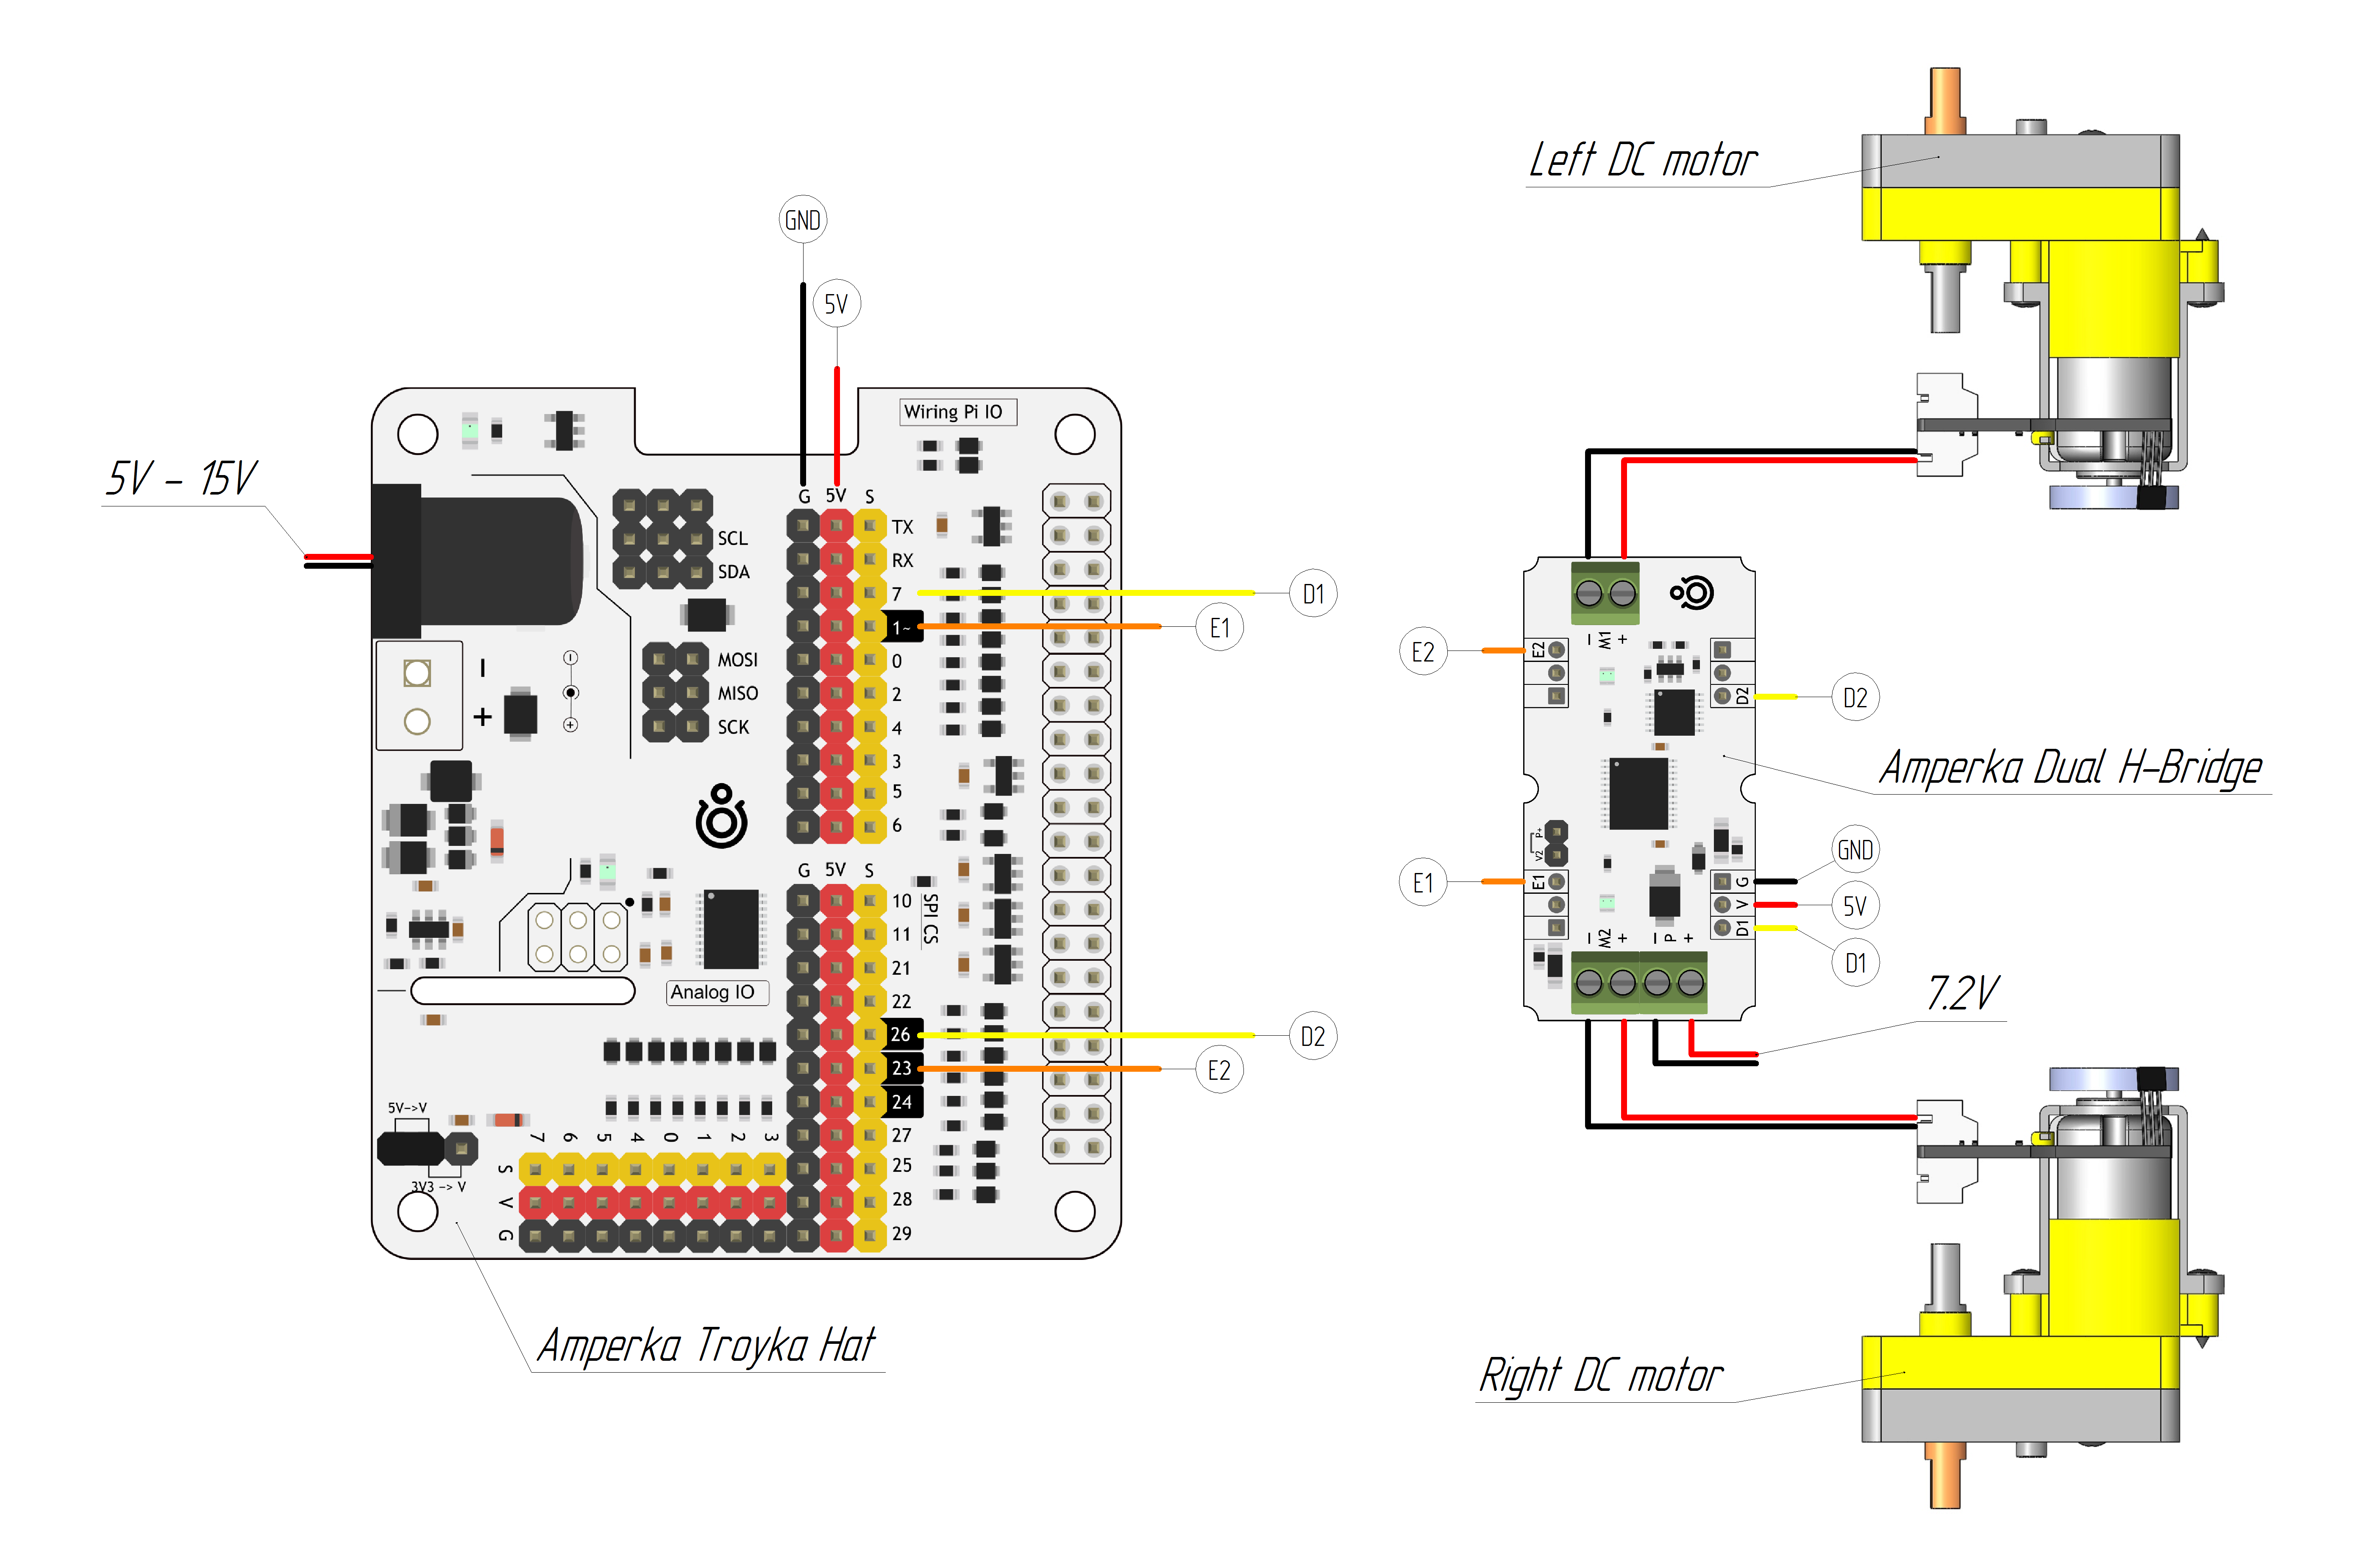 Left DC motor
GND
5V
Wiring Pi IO
5V - 15V
G 5V S
TX
SCL
RX
SDA
7
D1
1~
E1
MOSI
0
MISO
2
SCK
4
3
5
6
-
+
G 5V S
10
11
SPI CS
21
Analog IO
22
26
D2
23
E2
24
5V->V
27
7 6 5 4 0 1 2 3
S
25
3V3 -> V
V
28
G
29
Amperka Troyka Hat
- M1 +
E2
E2
D2
D2
Amperka Dual H-Bridge
P+
V2
GND
E1
E1
G
V
5V
D1
D1
- M2 +
- P +
7.2V
Right DC motor